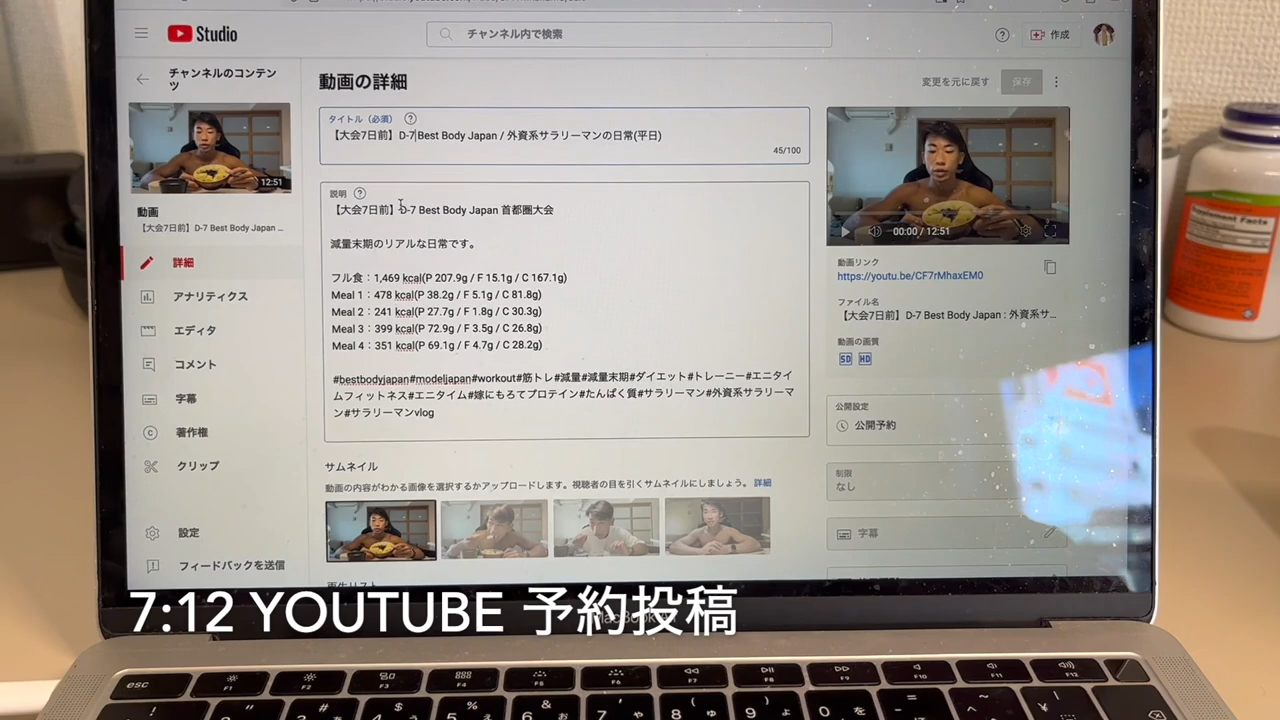 Studio
チャンネル内で検索
作成
チャンネルのコンテン
ツ
12:51
動画
【大会7日前】D-7 Best Body Japan ...
詳細
アナリティクス
エディタ
コメント
字幕
著作権
クリップ
設定
フィードバックを送信
動画の詳細
変更を元に戻す
保存
タイトル（必須）
【大会7日前】D-7 Best Body Japan / 外資系サラリーマンの日常(平日)
45/100
説明
【大会7日前】D-7 Best Body Japan 首都圏大会
減量末期のリアルな日常です。
フル食：1,469 kcal(P 207.9g / F 15.1g / C 167.1g)
Meal 1：478 kcal(P 38.2g / F 5.1g / C 81.8g)
Meal 2：241 kcal(P 27.7g / F 1.8g / C 30.3g)
Meal 3：399 kcal(P 72.9g / F 3.5g / C 26.8g)
Meal 4：351 kcal(P 69.1g / F 4.7g / C 28.2g)
#bestbodyjapan#modeljapan#workout#筋トレ#減量#減量末期#ダイエット#トレーニー#エニタイ
ムフィットネス#エニタイム#嫁にもろてプロテイン#たんぱく質#サラリーマン#外資系サラリーマ
ン#サラリーマンvlog
サムネイル
動画の内容がわかる画像を選択するかアップロードします。視聴者の目を引くサムネイルにしましょう。詳細
00:00 / 12:51
動画リンク
https://youtu.be/CF7rMhaxEM0
ファイル名
【大会7日前】D-7 Best Body Japan : 外資系サ...
動画の画質
SD HD
公開設定
公開予約
制限
なし
字幕
Supplement Facts
7:12 YOUTUBE 予約投稿
esc
F1
F2
F3
F4
F5
F6
F7
F8
F9
F10
F11
F12